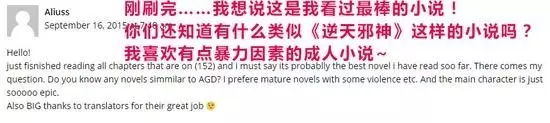 刚刷完……我想说这是我看过最棒的小说！
Aliuss
你们还知道有什么类似《逆天邪神》这样的小说吗？
September 16, 2015 at
我喜欢有点暴力因素的成人小说~
Hello!
just fisnished reading all chapters that are on (152) and i must say its probablly the best novel i have read soo far. There comes my
question. Do you know any novels simmilar to AGD? I prefer mature novels with some violence etc. And the main character is just
sooooo epic.
Also BIG thanks to translators for their great job 😉